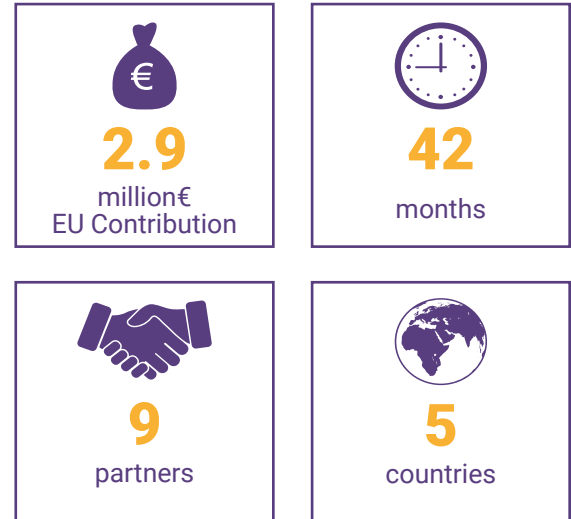 €
2.9
million€
EU Contribution
42
months
9
partners
5
countries